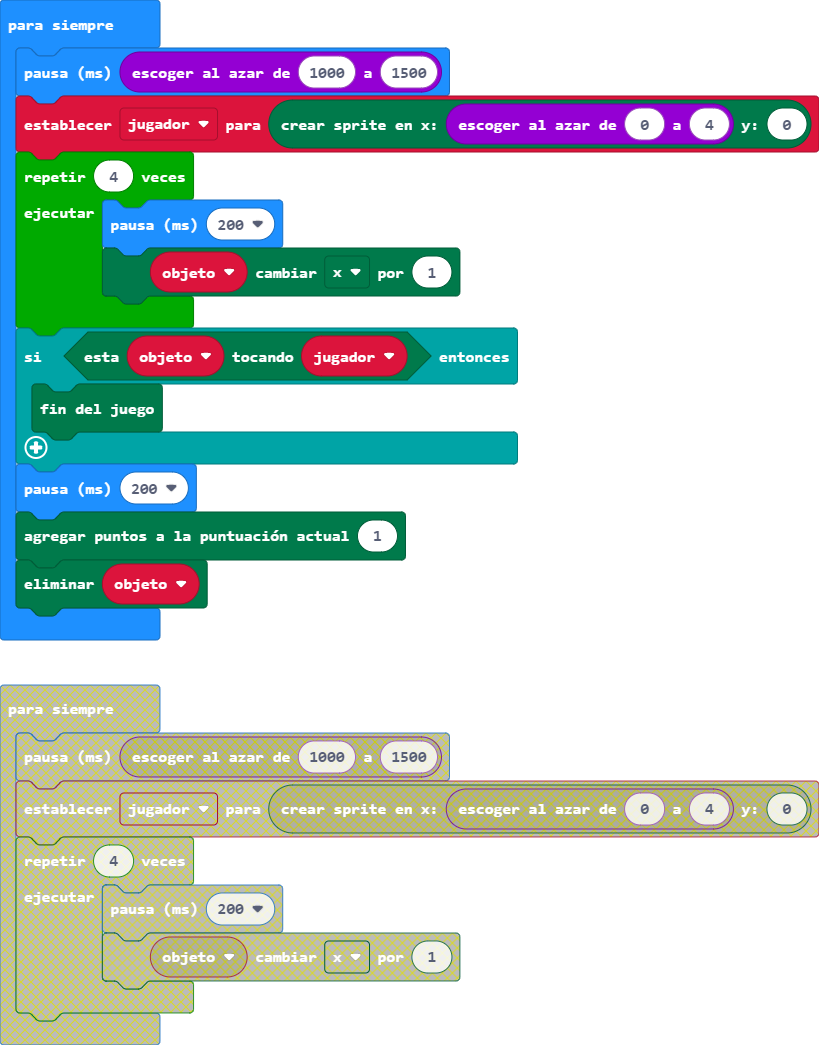 para siempre
pausa (ms) escoger al azar de 1000 a 1500
establecer jugador para crear sprite en x: escoger al azar de 0 a 4 y: 0
repetir 4 veces
ejecutar
pausa (ms) 200
objeto cambiar x por 1
si esta objeto tocando jugador entonces
fin del juego
pausa (ms) 200
agregar puntos a la puntuación actual 1
eliminar objeto
para siempre
pausa (ms) escoger al azar de 1000 a 1500
establecer jugador para crear sprite en x: escoger al azar de 0 a 4 y: 0
repetir 4 veces
ejecutar
pausa (ms) 200
objeto cambiar x por 1